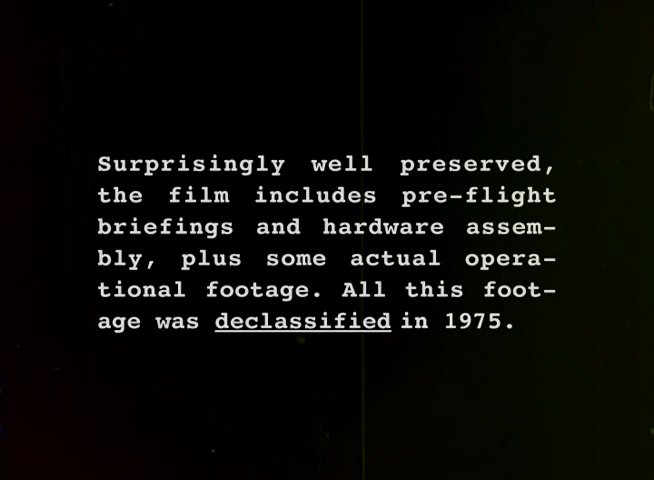 Surprisingly well preserved,
the film includes pre-flight
briefings and hardware assem-
bly, plus some actual opera-
tional footage. All this foot-
age was declassified in 1975.